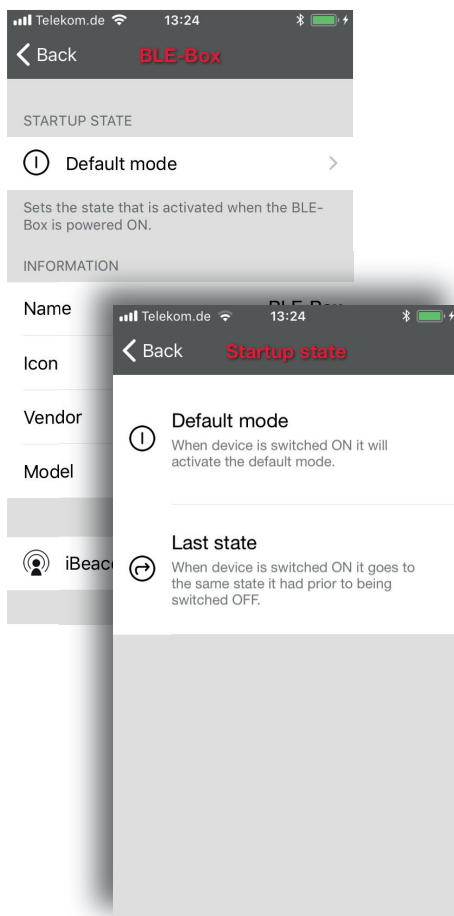 Telekom.de 13:24
Back BLE-Box
STARTUP STATE
Default mode
Sets the state that is activated when the BLE-
Box is powered ON.
INFORMATION
Name BLE-Box
Icon
Vendor
Model
iBeac
Telekom.de 13:24
Back Startup state
Default mode
When device is switched ON it will
activate the default mode.
Last state
When device is switched ON it goes to
the same state it had prior to being
switched OFF.